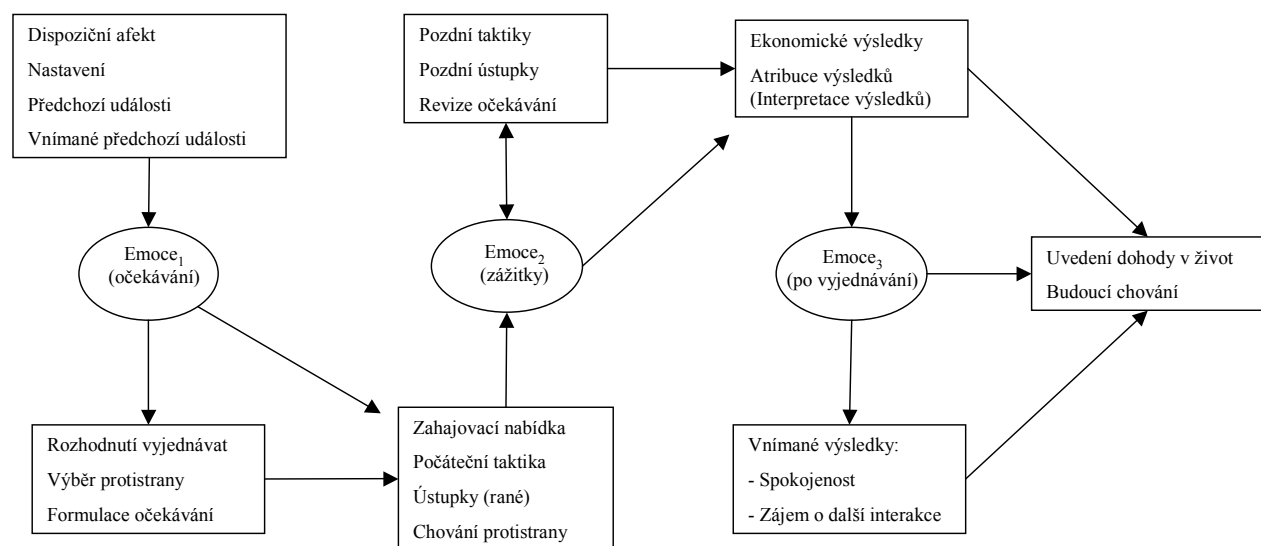 Dispoziční afekt
Nastavení
Předchozí události
Vnímané předchozí události
Emoce₁
(očekávání)
Rozhodnutí vyjednávat
Výběr protistrany
Formulace očekávání
Pozdní taktiky
Pozdní ústupky
Revize očekávání
Emoce₂
(zážitky)
Zahajovací nabídka
Počáteční taktika
Ústupky (rané)
Chování protistrany
Ekonomické výsledky
Atribuce výsledků
(Interpretace výsledků)
Emoce₃
(po vyjednávání)
Vnímané výsledky:
- Spokojenost
- Zájem o další interakce
Uvedení dohody v život
Budoucí chování